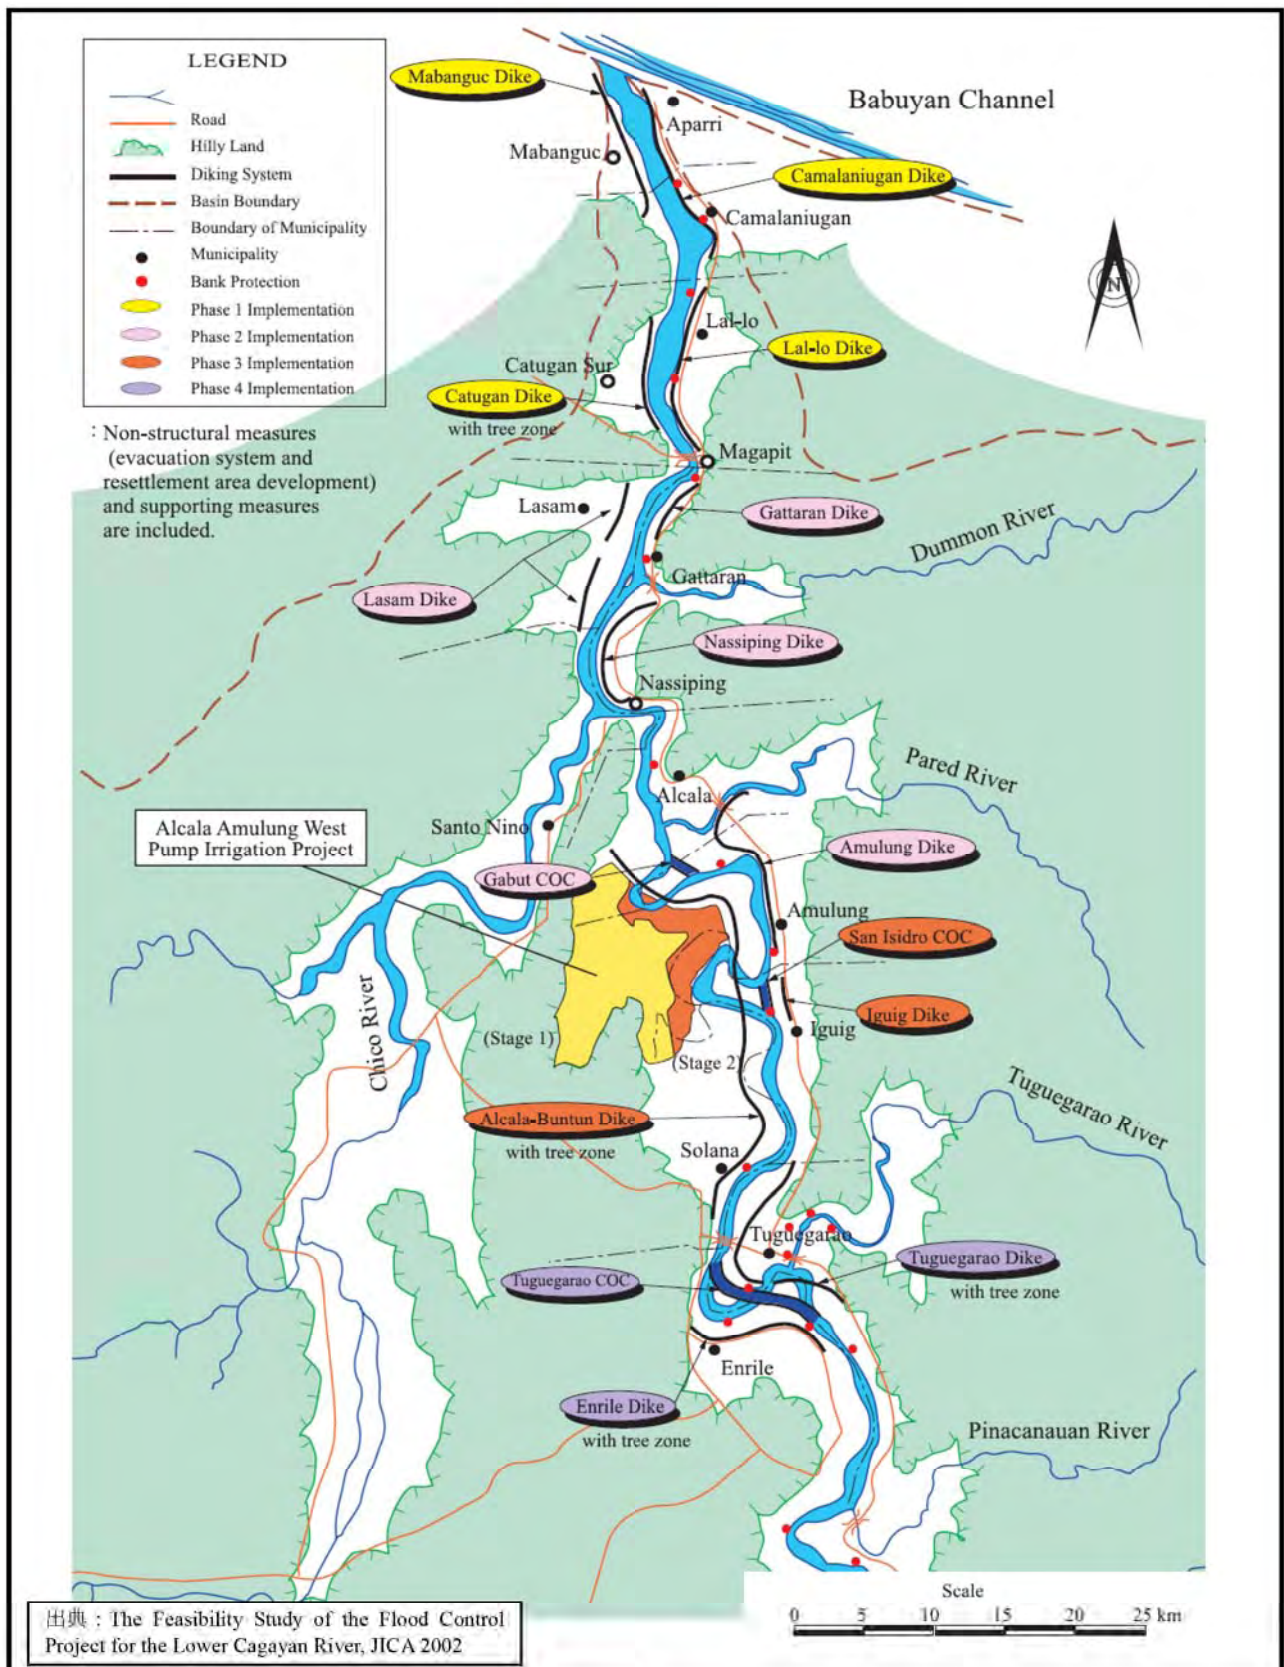 LEGEND
Road
Hilly Land
Diking System
Basin Boundary
Boundary of Municipality
Municipality
Bank Protection
Phase 1 Implementation
Phase 2 Implementation
Phase 3 Implementation
Phase 4 Implementation
: Non-structural measures
(evacuation system and
resettlement area development)
and supporting measures
are included.
Mabanguc Dike
Babuyan Channel
Aparri
Mabanguc
Camalaniugan Dike
Camalaniugan
N
Lal-lo
Lal-lo Dike
Catugan Sur
Catugan Dike
with tree zone
Magapit
Lasam
Gattaran Dike
Dummon River
Gattaran
Lasam Dike
Nassiping Dike
Nassiping
Pared River
Alcala
Alcala Amulung West
Pump Irrigation Project
Santo Nino
Amulung Dike
Gabut COC
Amulung
San Isidro COC
Iguig Dike
Iguig
Chico River
(Stage 1)
(Stage 2)
Tuguegarao River
Alcala-Buntun Dike
with tree zone
Solana
Tuguegarao
Tuguegarao Dike
with tree zone
Tuguegarao COC
Enrile
Enrile Dike
with tree zone
Pinacanauan River
Scale
0 5 10 15 20 25 km
出典 : The Feasibility Study of the Flood Control
Project for the Lower Cagayan River, JICA 2002